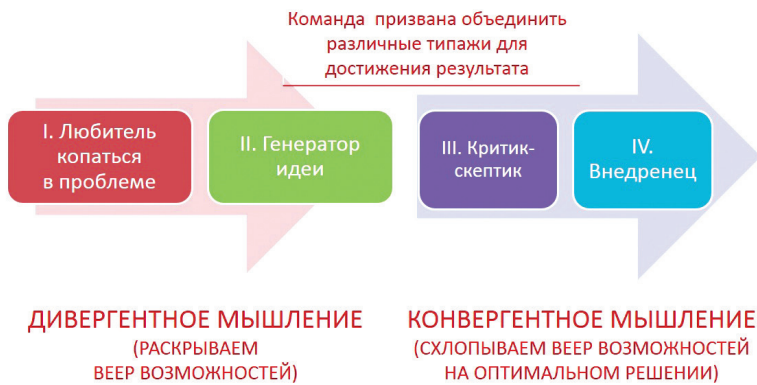 Команда призвана объединить
различные типажи для
достижения результата
I. Любитель
копаться
в проблеме
II. Генератор
идеи
III. Критик-
скептик
IV.
Внедренец
ДИВЕРГЕНТНОЕ МЫШЛЕНИЕ
(РАСКРЫВАЕМ
ВЕЕР ВОЗМОЖНОСТЕЙ)
КОНВЕРГЕНТНОЕ МЫШЛЕНИЕ
(СХЛОПЫВАЕМ ВЕЕР ВОЗМОЖНОСТЕЙ
НА ОПТИМАЛЬНОМ РЕШЕНИИ)